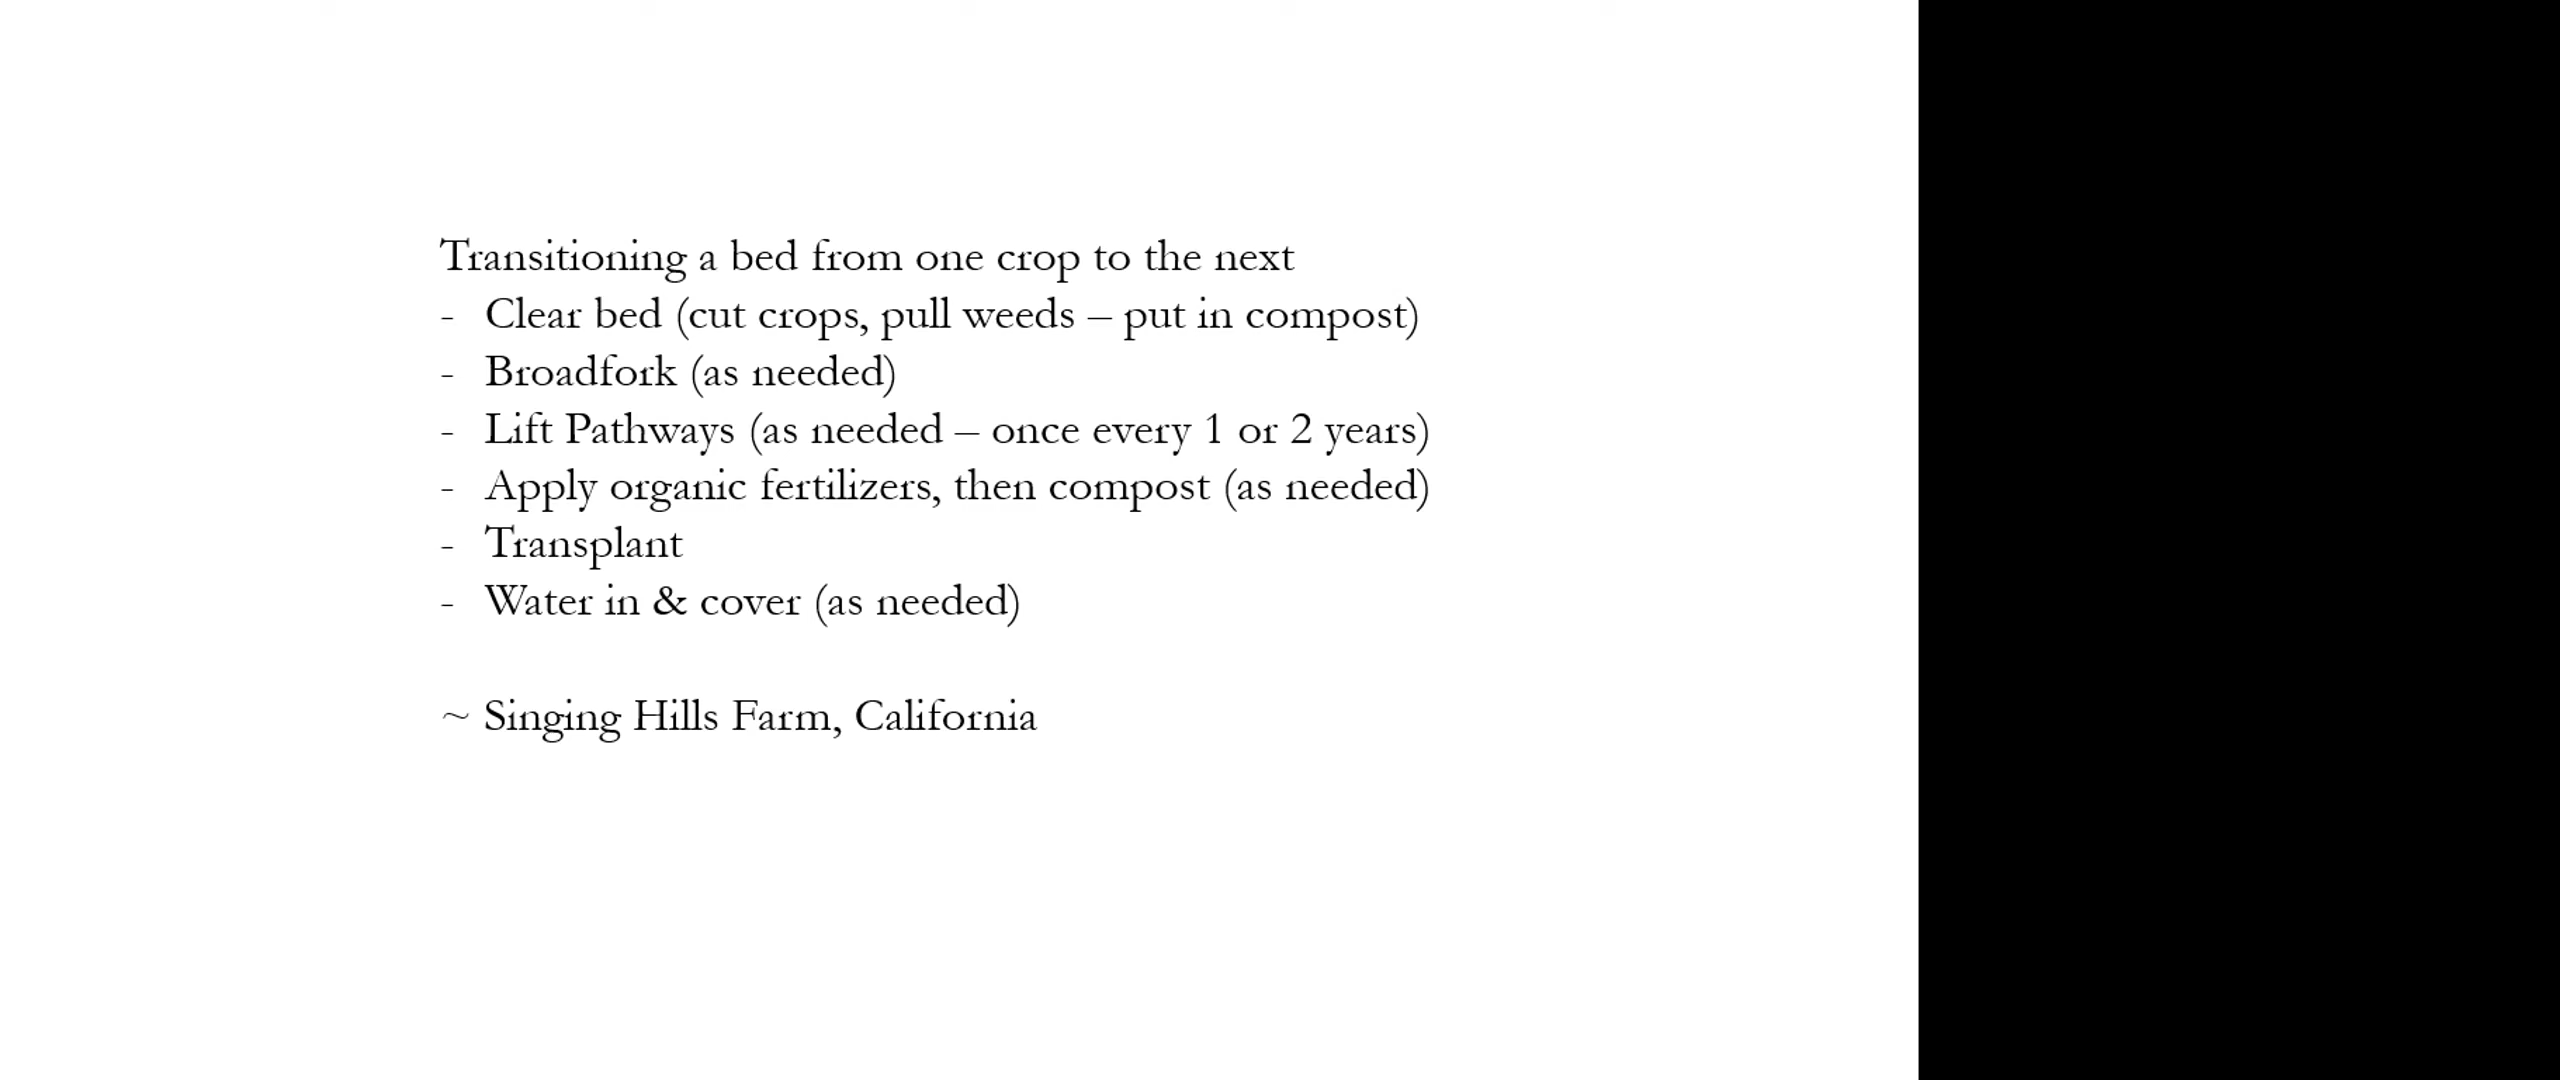 Transitioning a bed from one crop to the next
- Clear bed (cut crops, pull weeds – put in compost)
- Broadfork (as needed)
- Lift Pathways (as needed – once every 1 or 2 years)
- Apply organic fertilizers, then compost (as needed)
- Transplant
- Water in & cover (as needed)
~ Singing Hills Farm, California